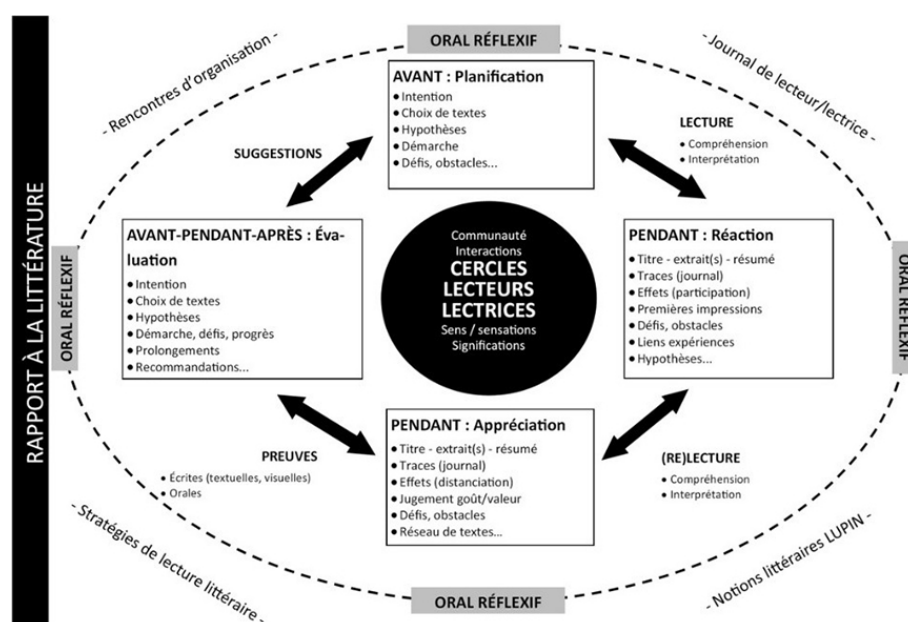 RAPPORT À LA LITTÉRATURE
ORAL RÉFLEXIF
- Rencontres d'organisation -
- Journal de lecteur/lectrice -
AVANT : Planification
● Intention
● Choix de textes
● Hypothèses
● Démarche
● Défis, obstacles...
SUGGESTIONS
LECTURE
● Compréhension
● Interprétation
ORAL RÉFLEXIF
AVANT-PENDANT-APRÈS : Éva-
luation
● Intention
● Choix de textes
● Hypothèses
● Démarche, défis, progrès
● Prolongements
● Recommandations...
Communauté
Interactions
CERCLES
LECTEURS
LECTRICES
Sens / sensations
Significations
PENDANT : Réaction
● Titre - extrait(s) - résumé
● Traces (journal)
● Effets (participation)
● Premières impressions
● Défis, obstacles
● Liens expériences
● Hypothèses...
ORAL RÉFLEXIF
PREUVES
● Écrites (textuelles, visuelles)
● Orales
PENDANT : Appréciation
● Titre - extrait(s) - résumé
● Traces (journal)
● Effets (distanciation)
● Jugement goût/valeur
● Défis, obstacles
● Réseau de textes...
(RE)LECTURE
● Compréhension
● Interprétation
- Stratégies de lecture
littéraire -
- Notions littéraires LUPIN -
ORAL RÉFLEXIF